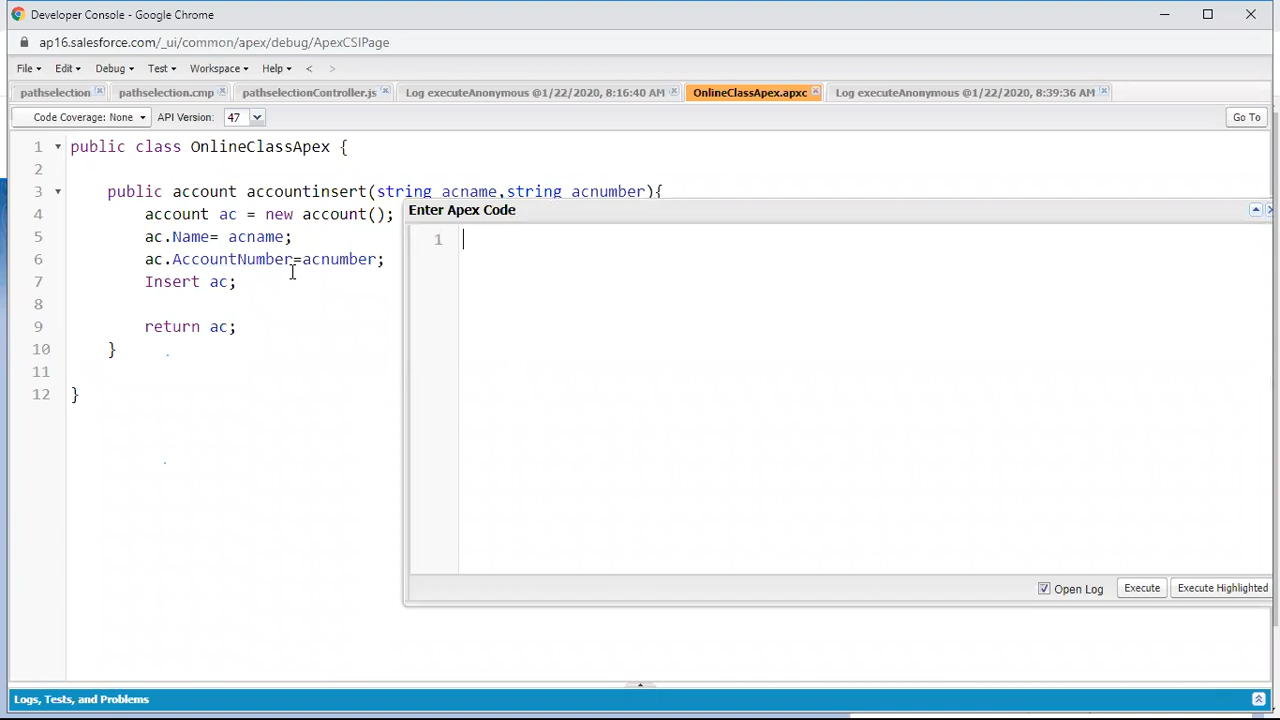 Developer Console - Google Chrome
ap16.salesforce.com/_ui/common/apex/debug/ApexCSIPage
File Edit Debug Test Workspace Help < >
pathselection pathselection.cmp pathselectionController.js Log executeAnonymous @1/22/2020, 8:16:40 AM OnlineClassApex.apxc Log executeAnonymous @1/22/2020, 8:39:36 AM
Code Coverage: None API Version: 47 Go To
1 public class OnlineClassApex {
2
3 public account accountinsert(string acname,string acnumber){
4 account ac = new account();
5 ac.Name= acname;
6 ac.AccountNumber=acnumber;
7 Insert ac;
8
9 return ac;
10 }
11
12 }
Enter Apex Code
1
Open Log Execute Execute Highlighted
Logs, Tests, and Problems